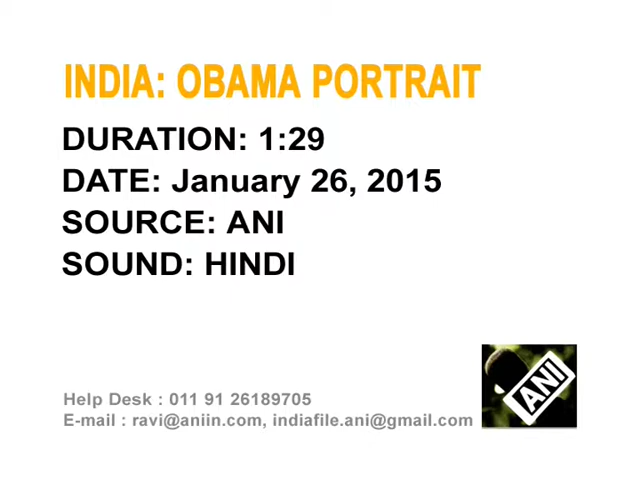 INDIA: OBAMA PORTRAIT
DURATION: 1:29
DATE: January 26, 2015
SOURCE: ANI
SOUND: HINDI
Help Desk : 011 91 26189705
E-mail : ravi@aniin.com, indiafile.ani@gmail.com
ANI